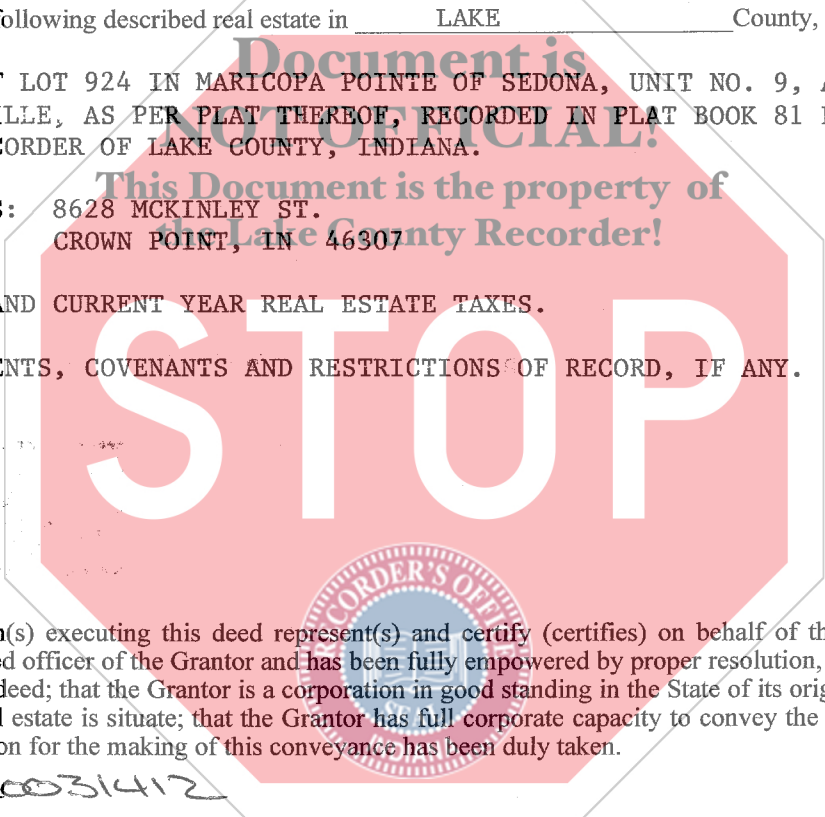 ollowing described real estate in LAKE County,
Document is
LOT 924 IN MARICOPA POINTE OF SEDONA, UNIT NO. 9, A
LLE, AS PER PLAT THEREOF, RECORDED IN PLAT BOOK 81
NOT OFFICIAL!
CORDER OF LAKE COUNTY, INDIANA.
This Document is the property of
S: 8628 MCKINLEY ST.
the Lake County Recorder!
CROWN POINT, IN 46307
AND CURRENT YEAR REAL ESTATE TAXES.
ENTS, COVENANTS AND RESTRICTIONS OF RECORD, IF ANY.
STOP
RECORDER'S OFFICE
n(s) executing this deed represent(s) and certify (certifies) on behalf of th
ed officer of the Grantor and has been fully empowered by proper resolution,
deed; that the Grantor is a corporation in good standing in the State of its orig
l estate is situate; that the Grantor has full corporate capacity to convey the
SEAL
on for the making of this conveyance has been duly taken.
INDIANA
0031412